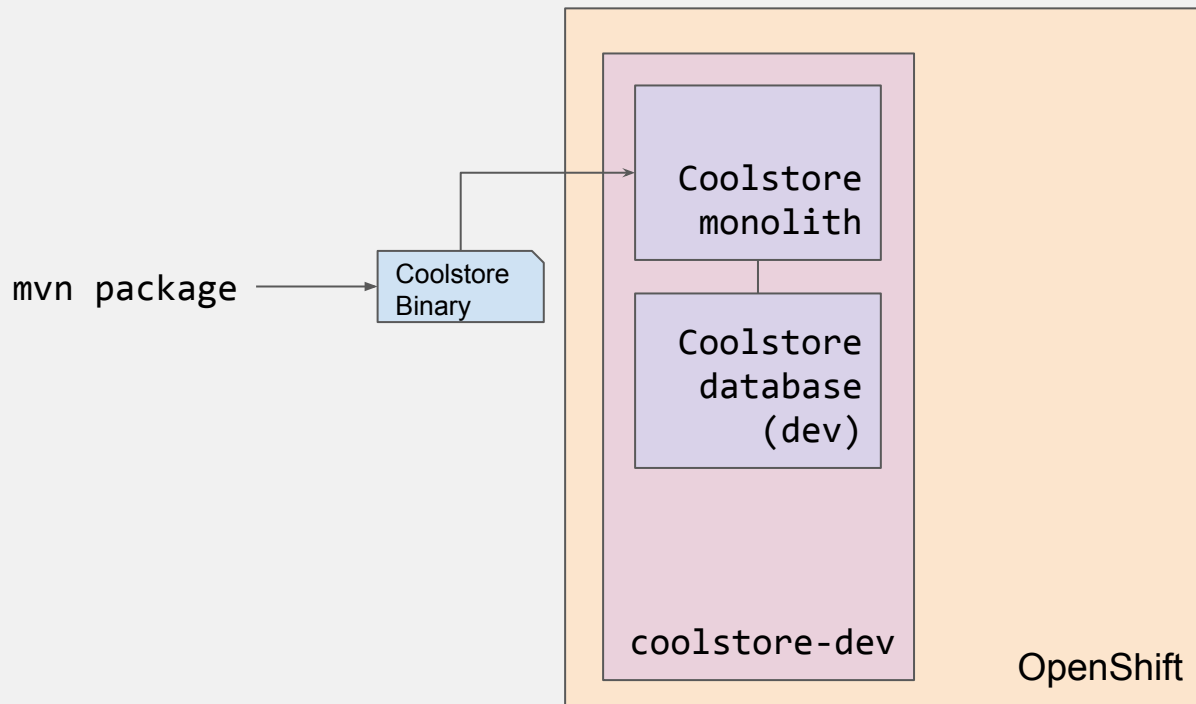 mvn package
Coolstore
Binary
Coolstore
monolith
Coolstore
database
(dev)
coolstore-dev
OpenShift